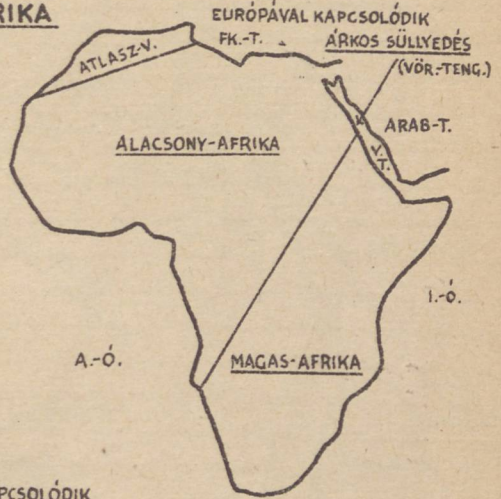 RIKA
EURÓPÁVAL KAPCSOLÓDIK
FK.-T.
ÁRKOS SÜLLYEDÉS
(VÖR.-TENG.)
ATLASZ-V.
ARAB-T.
ALACSONY-AFRIKA
V.
T.
I.-Ó.
A.-Ó.
MAGAS-AFRIKA
PCSOLÓDIK